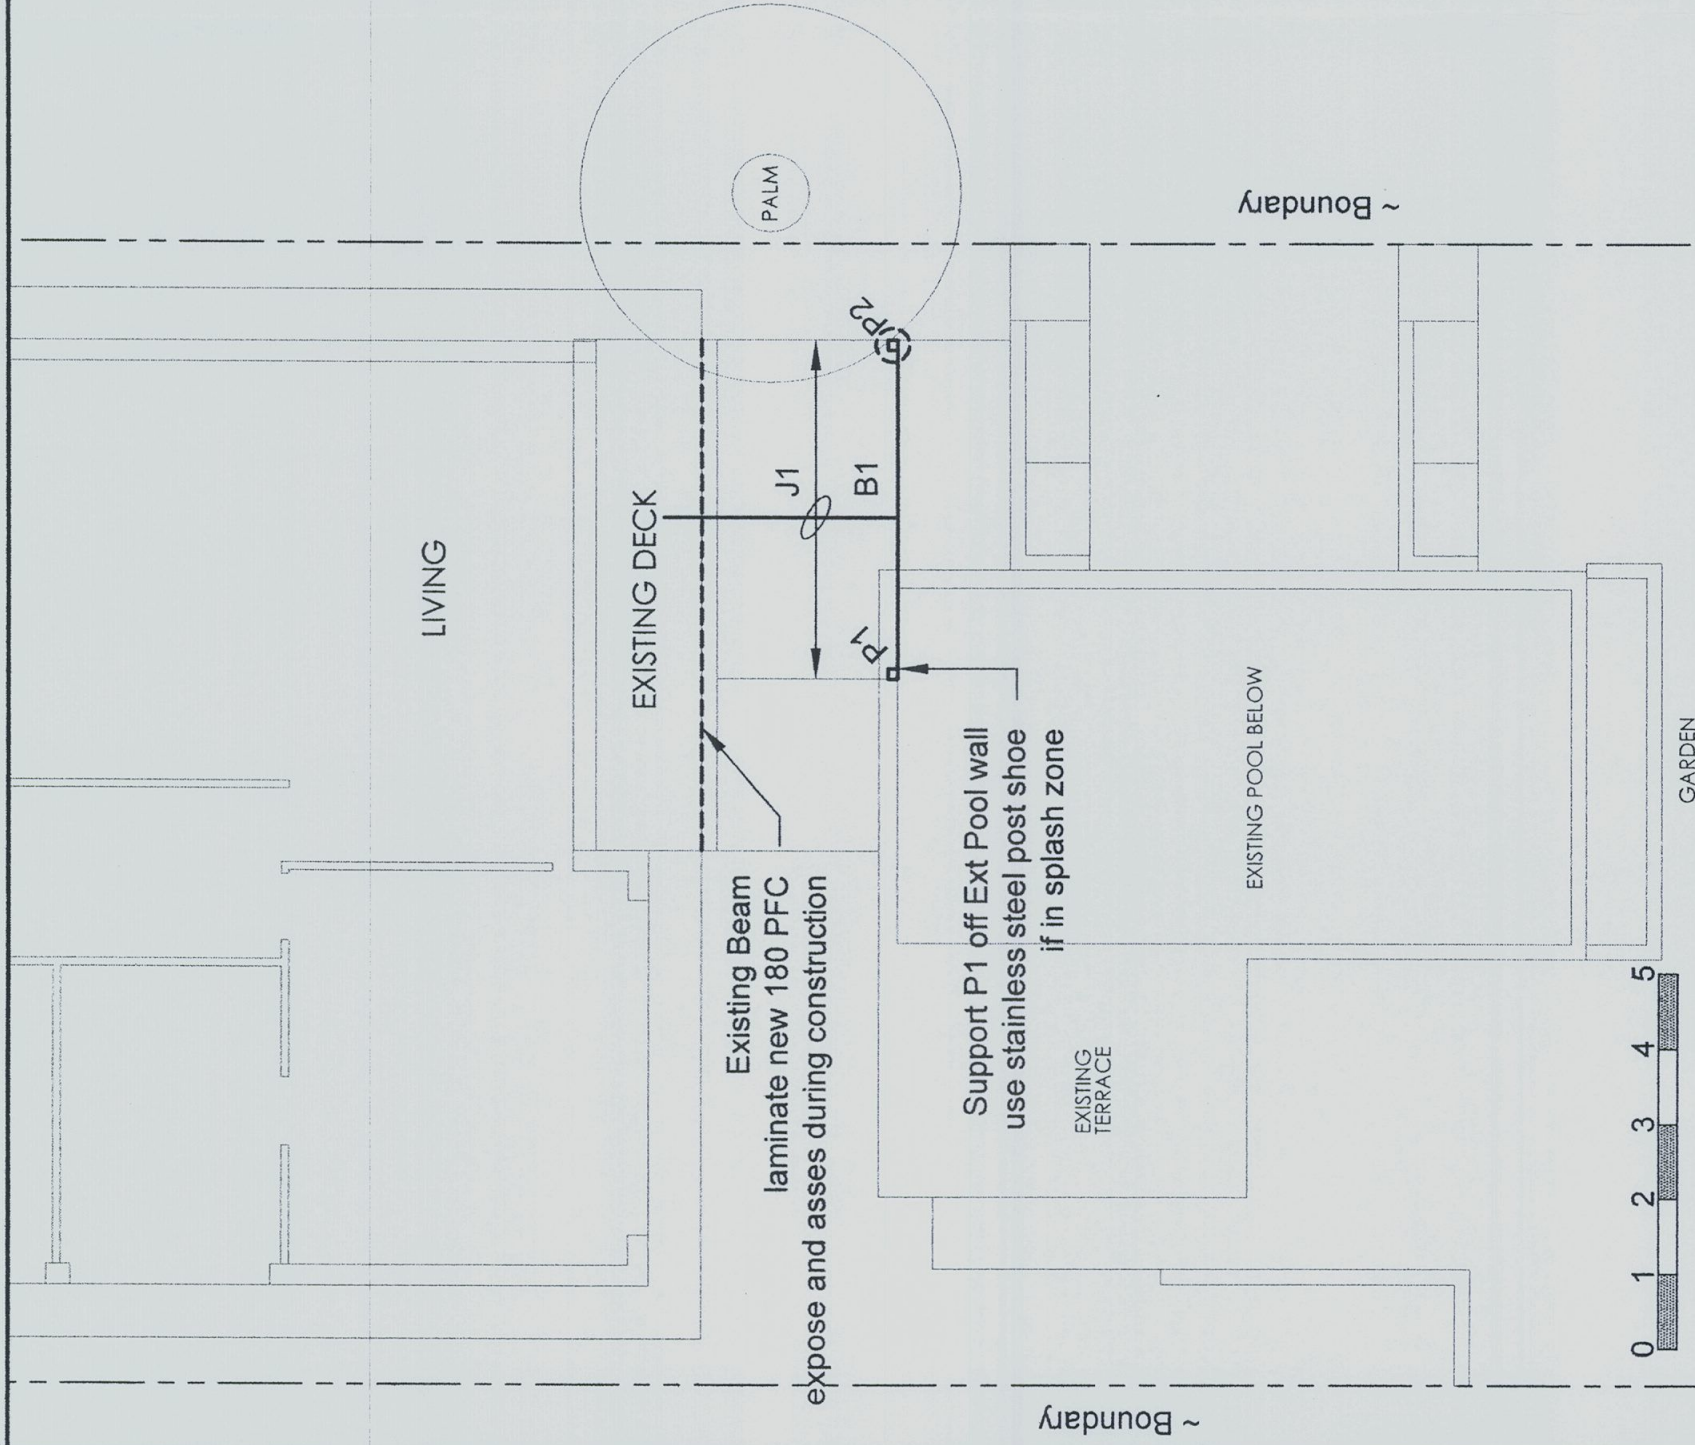 PALM
~ Boundary
LIVING
EXISTING DECK
J1
B1
P2
P1
Existing Beam
laminate new 180 PFC
expose and asses during construction
Support P1 off Ext Pool wall
use stainless steel post shoe
if in splash zone
EXISTING POOL BELOW
EXISTING
TERRACE
GARDEN
0 1 2 3 4 5
~ Boundary